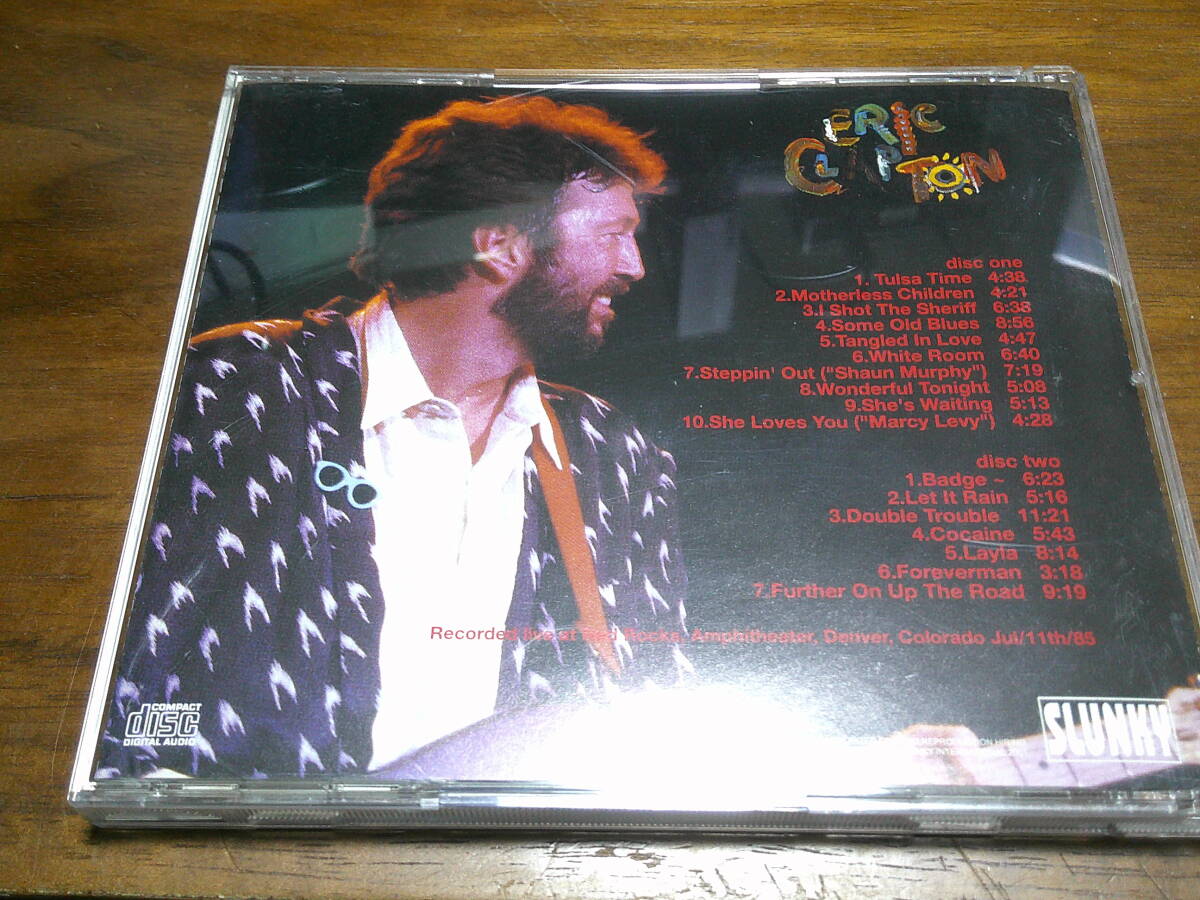 ERIC
CLAPTON
disc one
1. Tulsa Time 4:38
2.Motherless Children 4:21
3.I Shot The Sheriff 6:38
4.Some Old Blues 8:56
5.Tangled In Love 4:47
6.White Room 6:40
7.Steppin' Out ("Shaun Murphy") 7:19
8.Wonderful Tonight 5:08
9.She's Waiting 5:13
10.She Loves You ("Marcy Levy") 4:28
disc two
1.Badge ~ 6:23
2.Let It Rain 5:16
3.Double Trouble 11:21
4.Cocaine 5:43
5.Layla 8:14
6.Foreverman 3:18
7.Further On Up The Road 9:19
Recorded live at Red Rocks, Amphitheater, Denver, Colorado Jul/11th/85
COMPACT
disc
DIGITAL AUDIO
SLUNKY